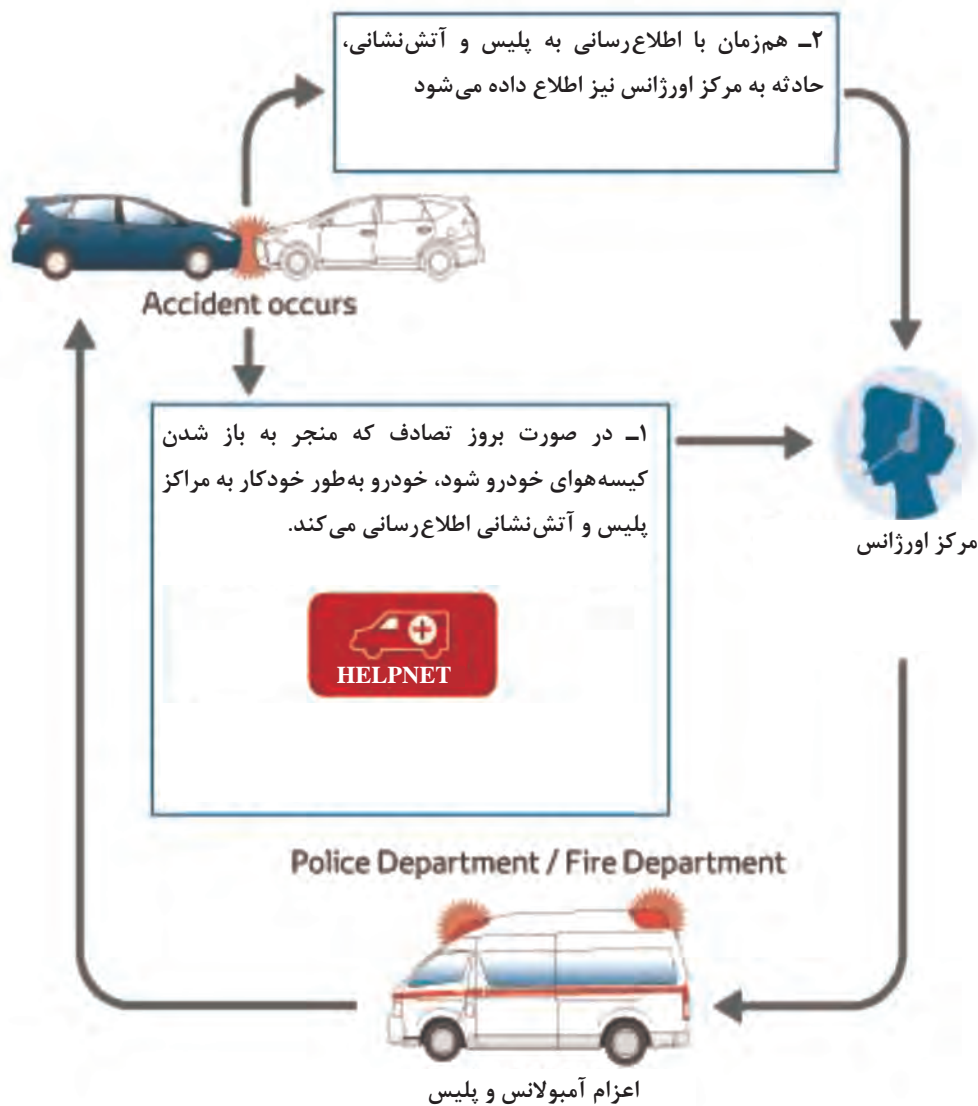 ۲ــ هم‌زمان با اطلاع‌رسانی به پلیس و آتش‌نشانی،
حادثه به مرکز اورژانس نیز اطلاع داده می‌شود
Accident occurs
۱ــ در صورت بروز تصادف که منجر به باز شدن
کیسه‌هوای خودرو شود، خودرو به‌طور خودکار به مراکز
پلیس و آتش‌نشانی اطلاع‌رسانی می‌کند.
HELPNET
مرکز اورژانس
Police Department / Fire Department
اعزام آمبولانس و پلیس